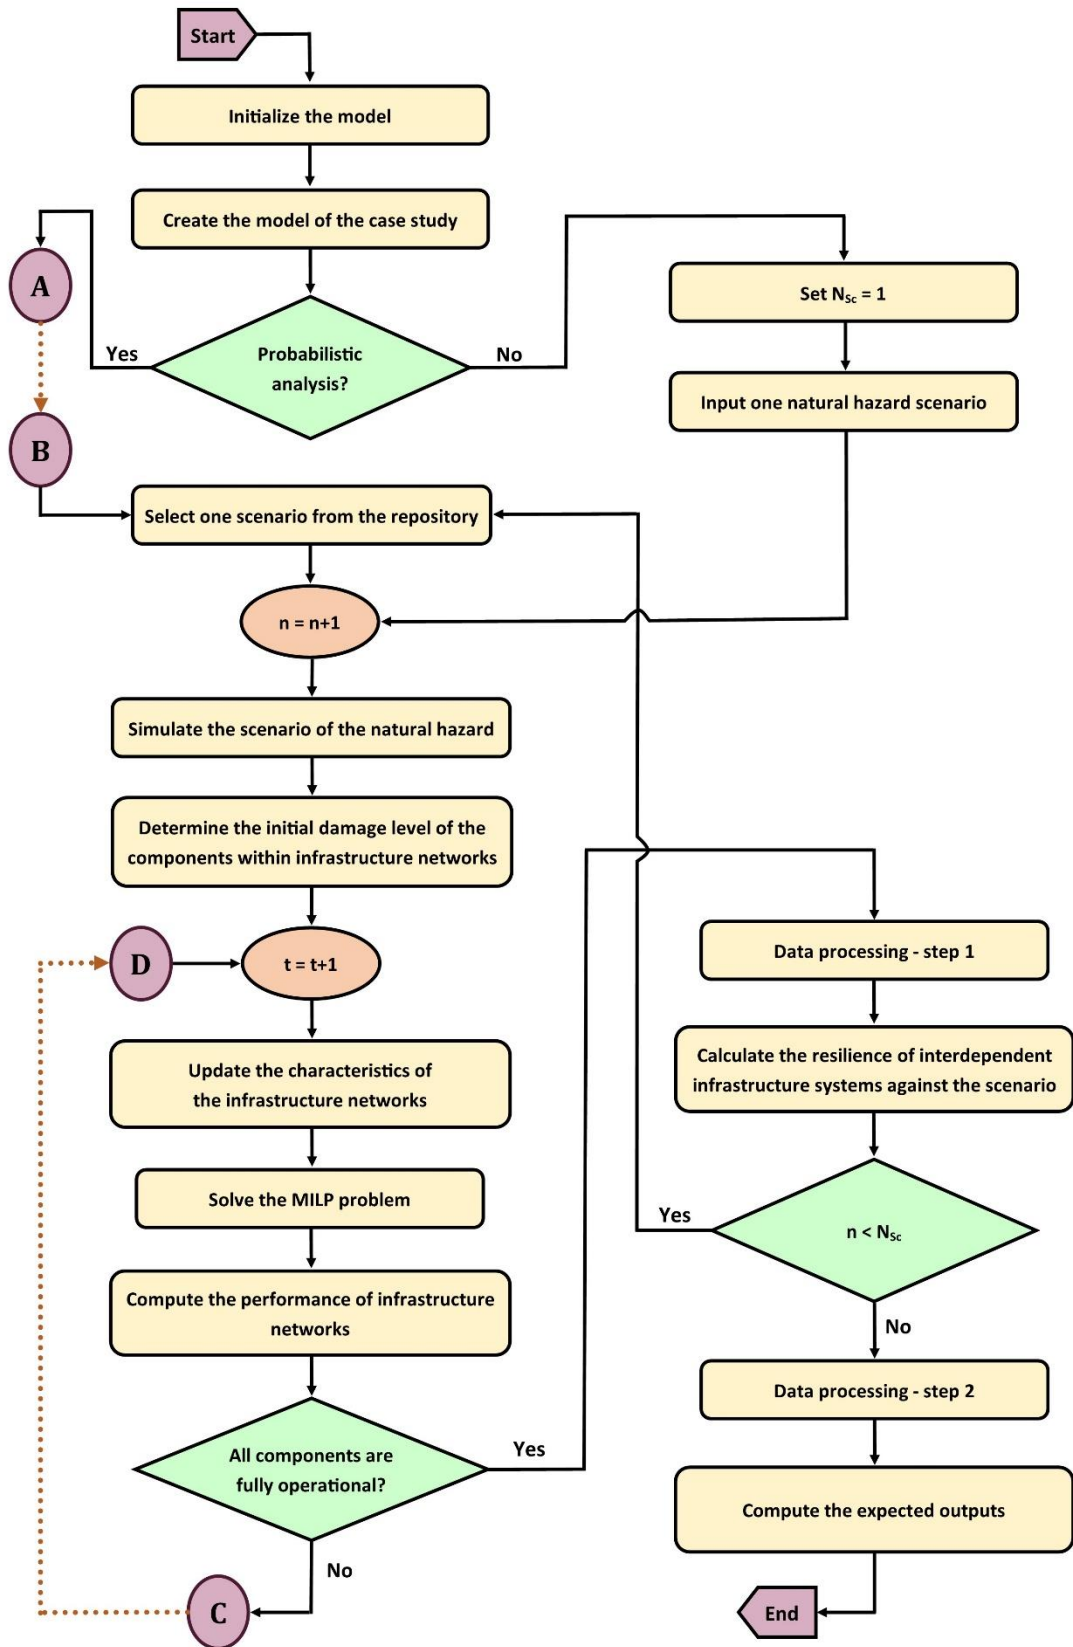 Start
Initialize the model
Create the model of the case study
A
Yes
Probabilistic
analysis?
No
Set N_Sc = 1
Input one natural hazard scenario
B
Select one scenario from the repository
n = n+1
Simulate the scenario of the natural hazard
Determine the initial damage level of the
components within infrastructure networks
D
t = t+1
Update the characteristics of
the infrastructure networks
Solve the MILP problem
Compute the performance of infrastructure
networks
All components are
fully operational?
Yes
No
C
Data processing - step 1
Calculate the resilience of interdependent
infrastructure systems against the scenario
Yes
n < N_Sc
No
Data processing - step 2
Compute the expected outputs
End